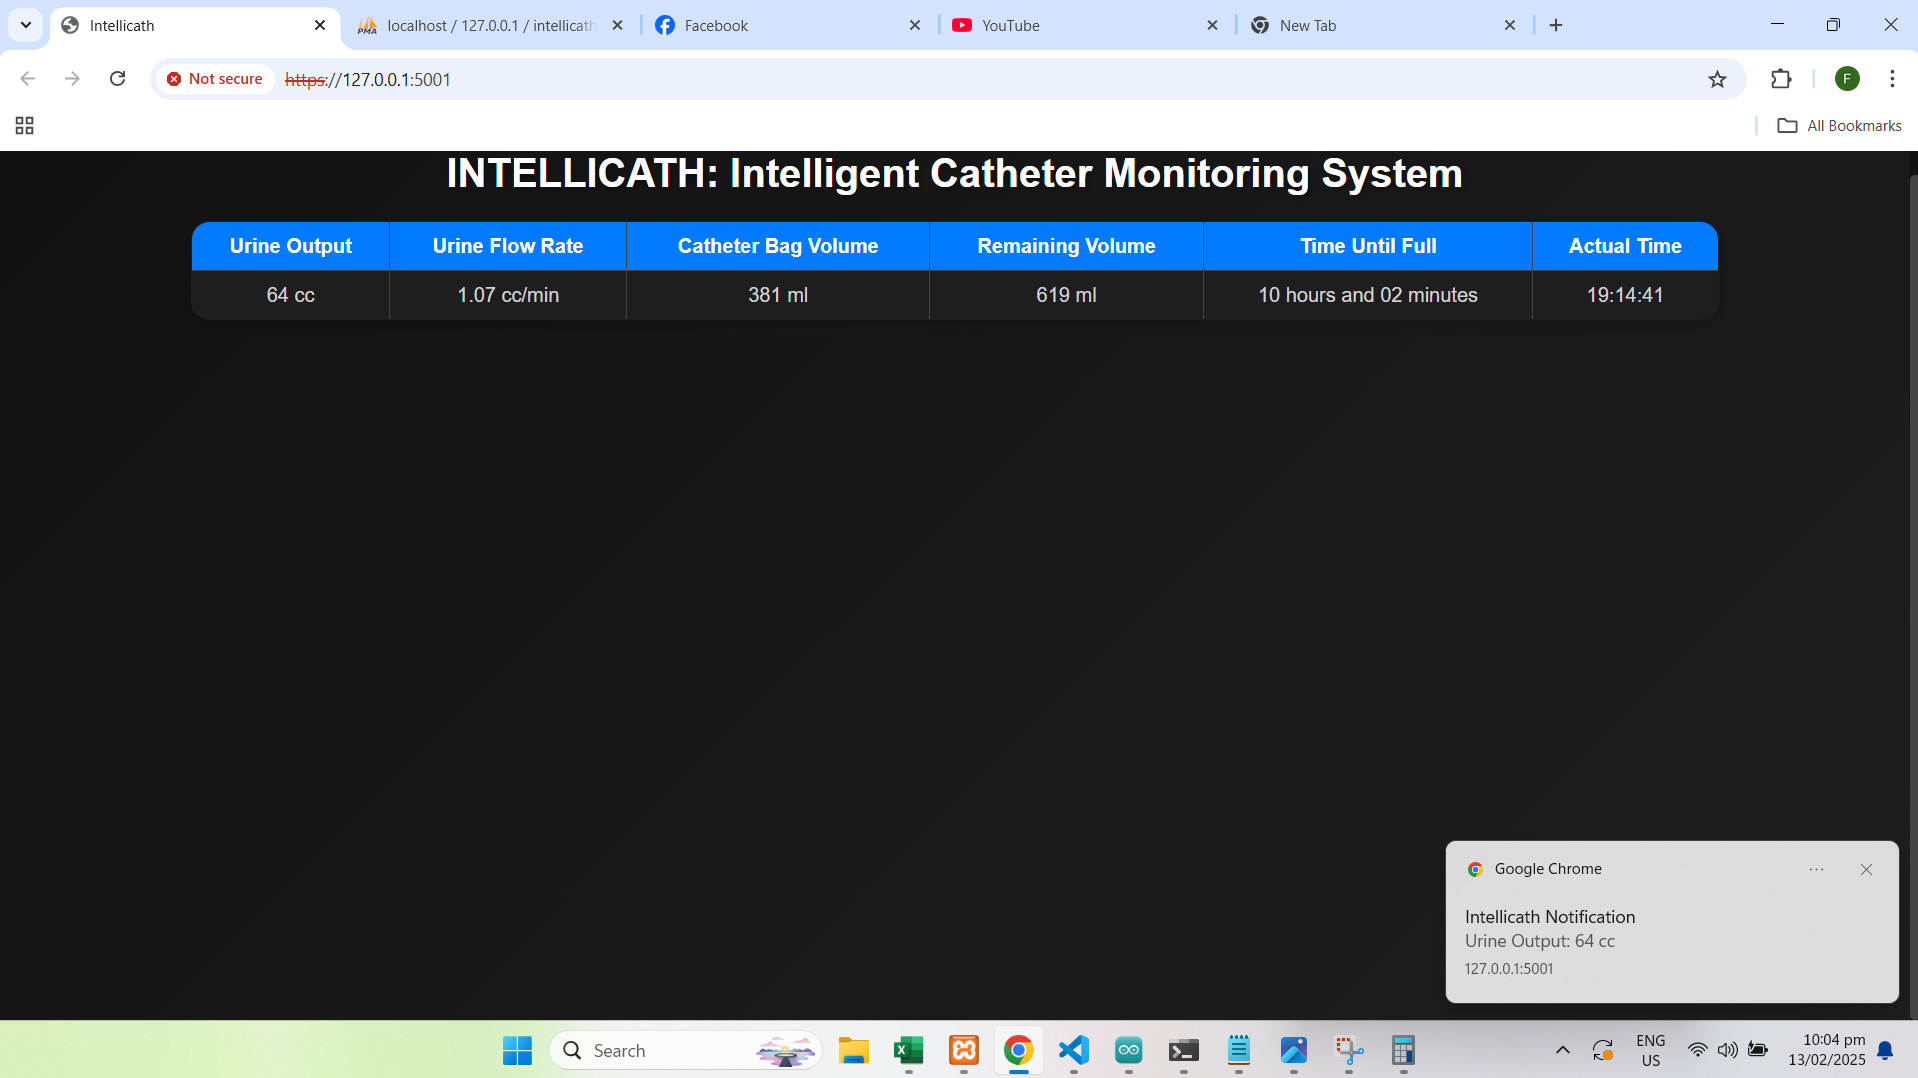 Intellicath
localhost / 127.0.0.1 / intellicath
Facebook
YouTube
New Tab
Not secure
https://127.0.0.1:5001
F
All Bookmarks
INTELLICATH: Intelligent Catheter Monitoring System
Urine Output Urine Flow Rate Catheter Bag Volume Remaining Volume Time Until Full Actual Time
64 cc 1.07 cc/min 381 ml 619 ml 10 hours and 02 minutes 19:14:41
Google Chrome
Intellicath Notification
Urine Output: 64 cc
127.0.0.1:5001
Search
ENG
US
10:04 pm
13/02/2025